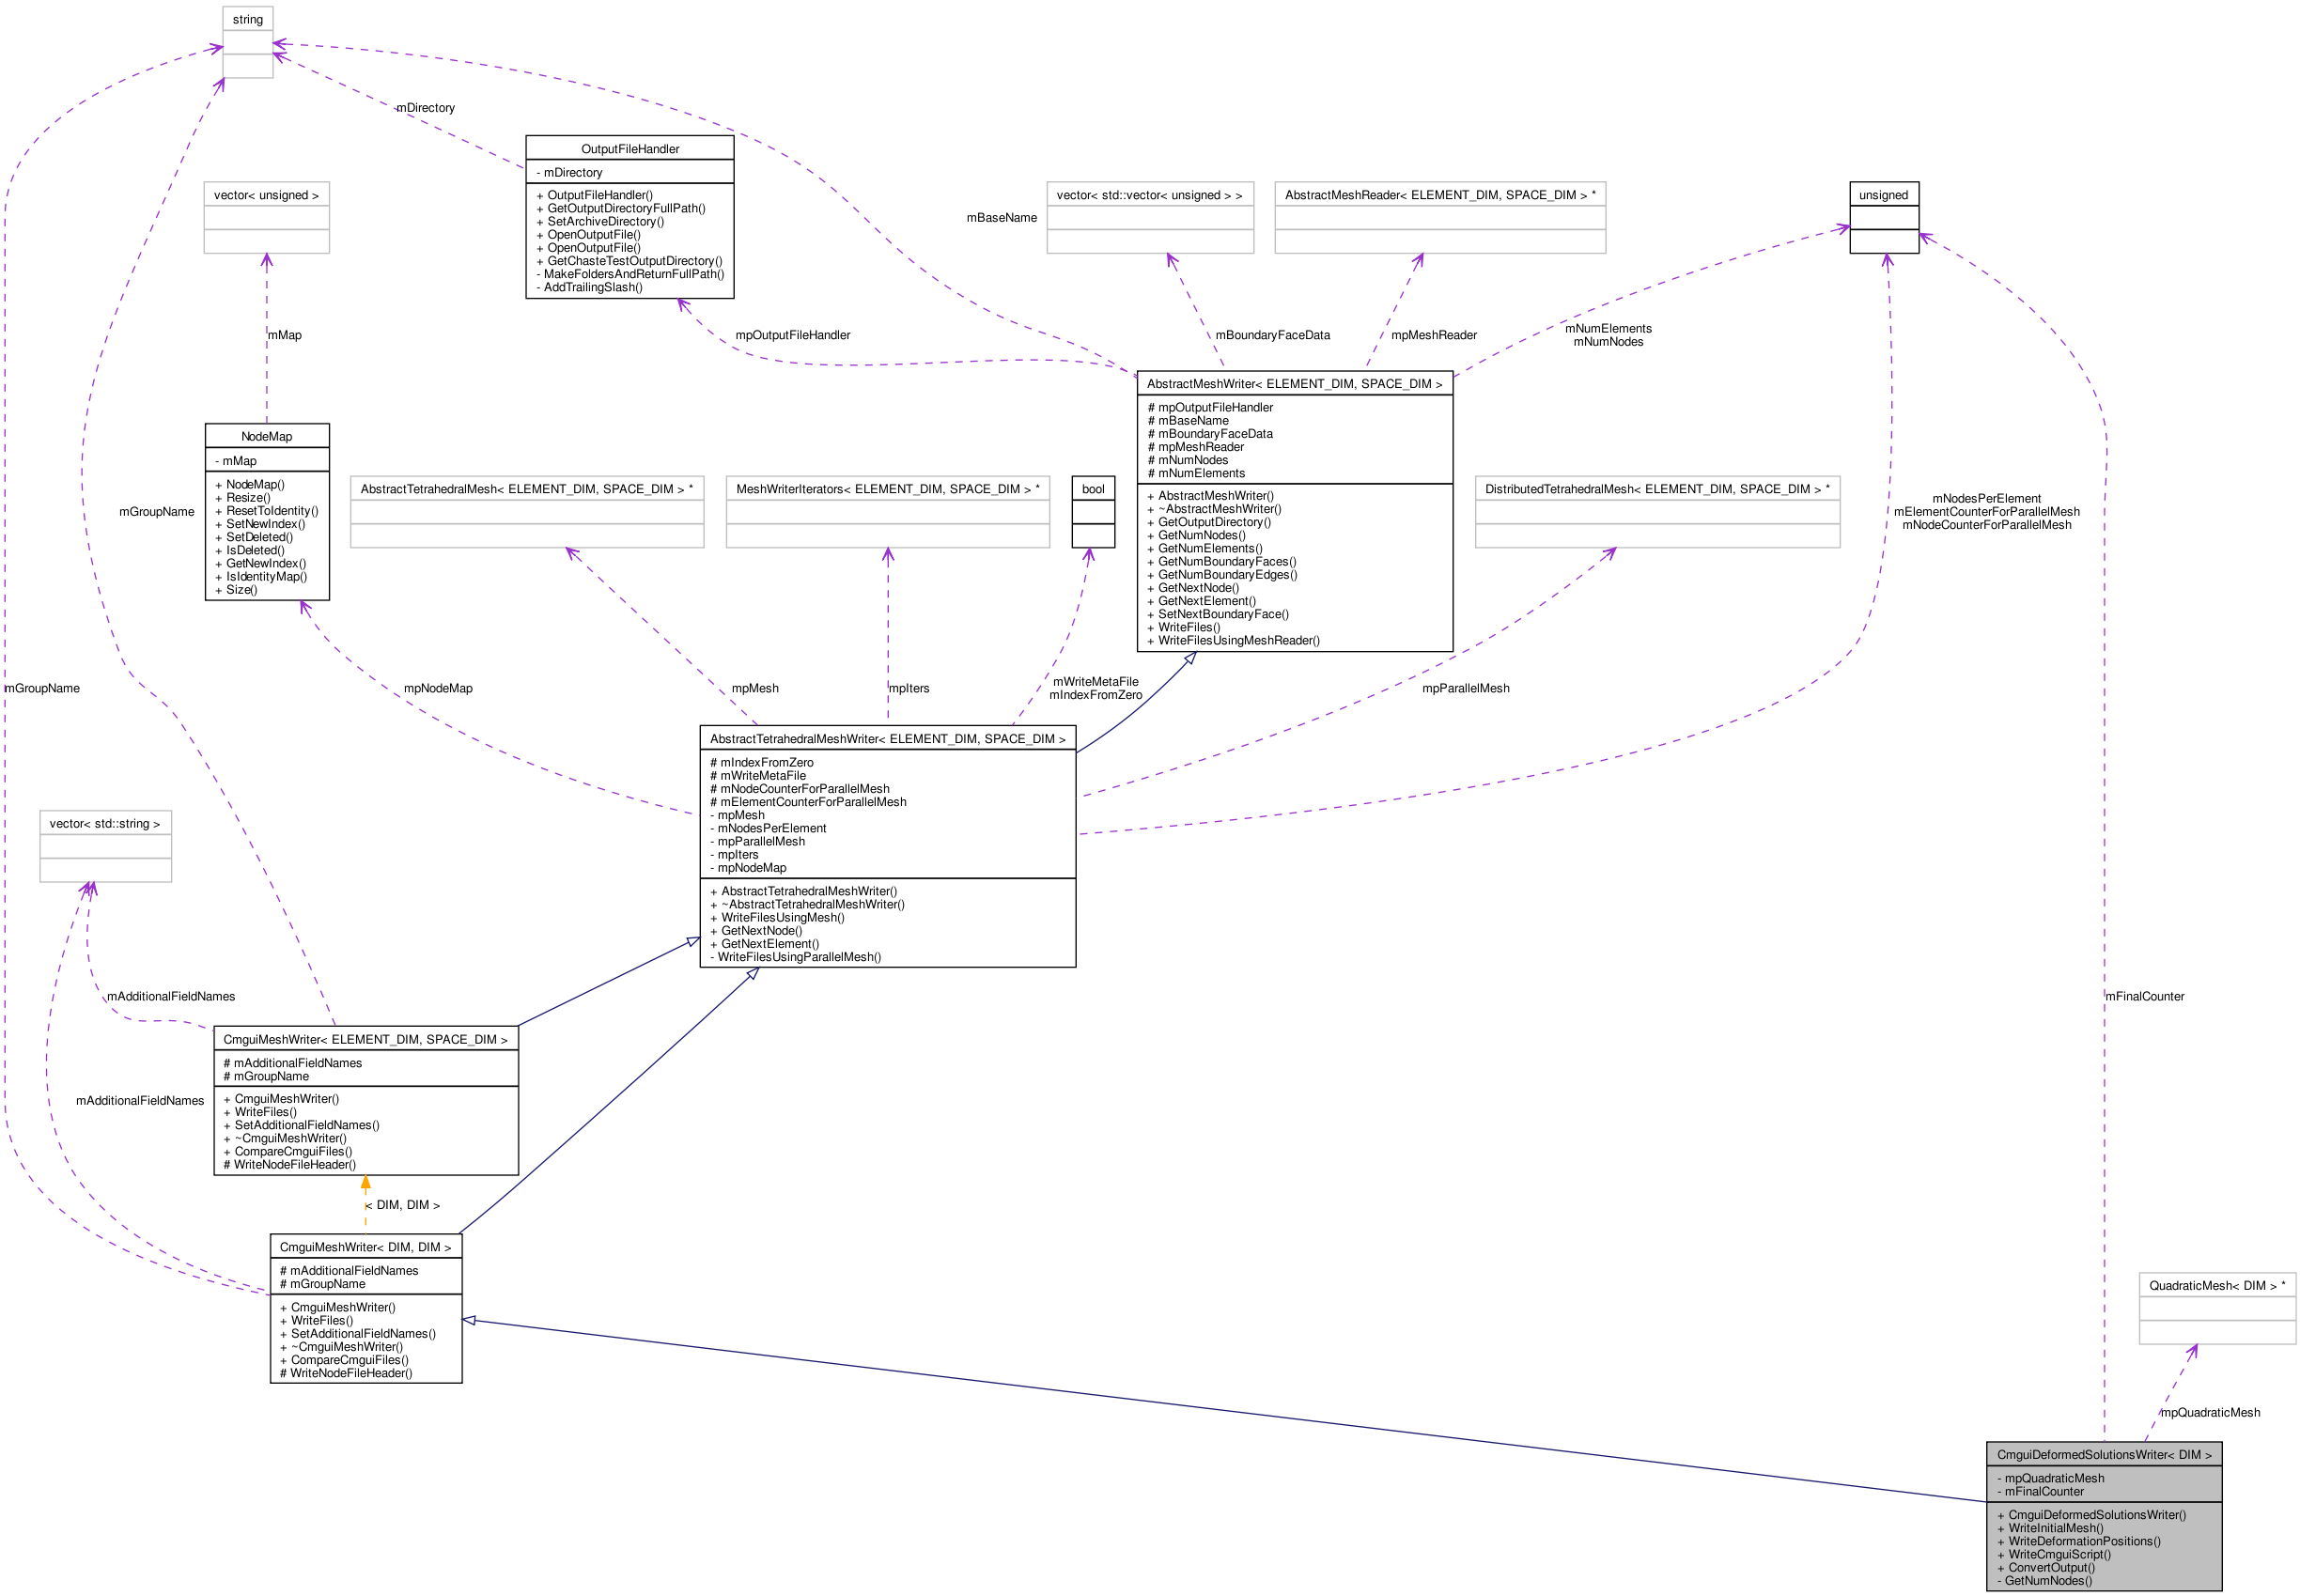 string
mDirectory
OutputFileHandler
- mDirectory
+ OutputFileHandler()
+ GetOutputDirectoryFullPath()
+ SetArchiveDirectory()
+ OpenOutputFile()
+ OpenOutputFile()
+ GetChasteTestOutputDirectory()
- MakeFoldersAndReturnFullPath()
- AddTrailingSlash()
vector< unsigned >
mBaseName
vector< std::vector< unsigned > >
AbstractMeshReader< ELEMENT_DIM, SPACE_DIM > *
unsigned
mMap
mpOutputFileHandler
mBoundaryFaceData
mpMeshReader
mNumElements
mNumNodes
AbstractMeshWriter< ELEMENT_DIM, SPACE_DIM >
# mpOutputFileHandler
# mBaseName
# mBoundaryFaceData
# mpMeshReader
# mNumNodes
# mNumElements
+ AbstractMeshWriter()
+ ~AbstractMeshWriter()
+ GetOutputDirectory()
+ GetNumNodes()
+ GetNumElements()
+ GetNumBoundaryFaces()
+ GetNumBoundaryEdges()
+ GetNextNode()
+ GetNextElement()
+ SetNextBoundaryFace()
+ WriteFiles()
+ WriteFilesUsingMeshReader()
NodeMap
- mMap
+ NodeMap()
+ Resize()
+ ResetToIdentity()
+ SetNewIndex()
+ SetDeleted()
+ IsDeleted()
+ GetNewIndex()
+ IsIdentityMap()
+ Size()
mGroupName
AbstractTetrahedralMesh< ELEMENT_DIM, SPACE_DIM > *
MeshWriterIterators< ELEMENT_DIM, SPACE_DIM > *
bool
DistributedTetrahedralMesh< ELEMENT_DIM, SPACE_DIM > *
mNodesPerElement
mElementCounterForParallelMesh
mNodeCounterForParallelMesh
mGroupName
mpNodeMap
mpMesh
mpIters
mWriteMetaFile
mIndexFromZero
mpParallelMesh
AbstractTetrahedralMeshWriter< ELEMENT_DIM, SPACE_DIM >
# mIndexFromZero
# mWriteMetaFile
# mNodeCounterForParallelMesh
# mElementCounterForParallelMesh
- mpMesh
- mNodesPerElement
- mpParallelMesh
- mpIters
- mpNodeMap
+ AbstractTetrahedralMeshWriter()
+ ~AbstractTetrahedralMeshWriter()
+ WriteFilesUsingMesh()
+ GetNextNode()
+ GetNextElement()
- WriteFilesUsingParallelMesh()
vector< std::string >
mAdditionalFieldNames
mFinalCounter
CmguiMeshWriter< ELEMENT_DIM, SPACE_DIM >
# mAdditionalFieldNames
# mGroupName
+ CmguiMeshWriter()
+ WriteFiles()
+ SetAdditionalFieldNames()
+ ~CmguiMeshWriter()
+ CompareCmguiFiles()
# WriteNodeFileHeader()
mAdditionalFieldNames
< DIM, DIM >
CmguiMeshWriter< DIM, DIM >
# mAdditionalFieldNames
# mGroupName
+ CmguiMeshWriter()
+ WriteFiles()
+ SetAdditionalFieldNames()
+ ~CmguiMeshWriter()
+ CompareCmguiFiles()
# WriteNodeFileHeader()
QuadraticMesh< DIM > *
mpQuadraticMesh
CmguiDeformedSolutionsWriter< DIM >
- mpQuadraticMesh
- mFinalCounter
+ CmguiDeformedSolutionsWriter()
+ WriteInitialMesh()
+ WriteDeformationPositions()
+ WriteCmguiScript()
+ ConvertOutput()
- GetNumNodes()